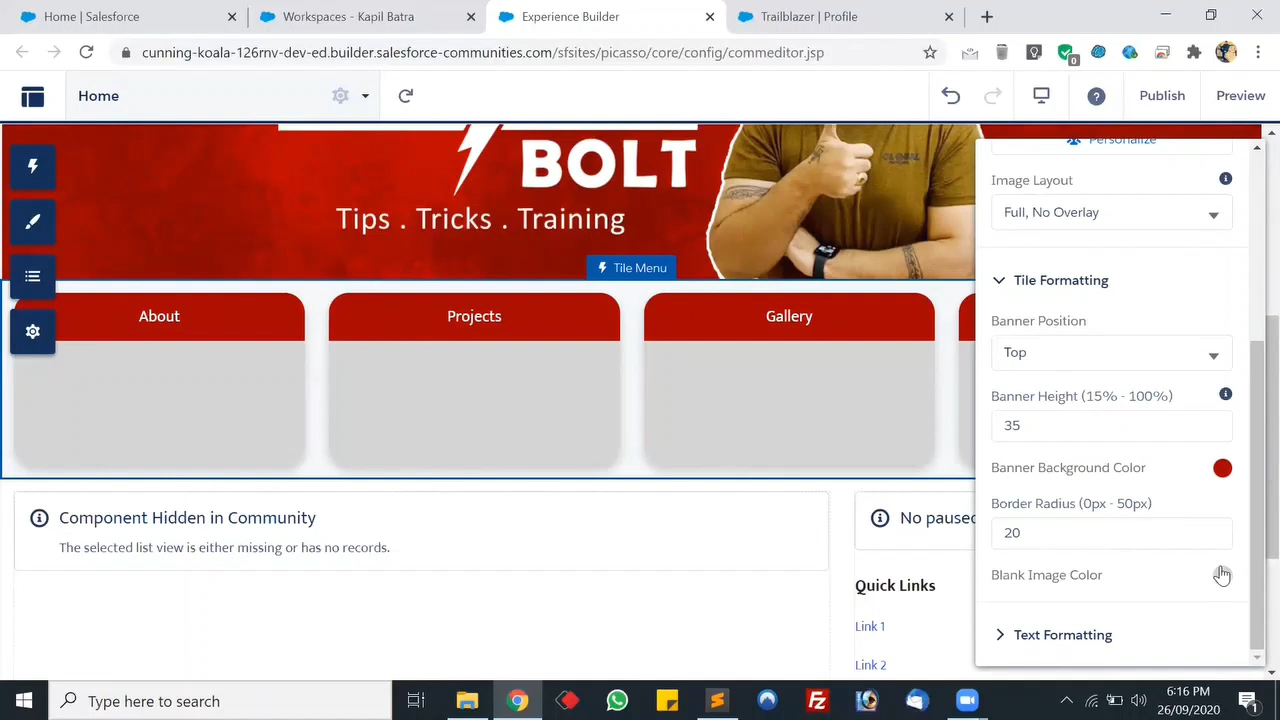 Home | Salesforce
Workspaces - Kapil Batra
Experience Builder
Trailblazer | Profile
cunning-koala-126rnv-dev-ed.builder.salesforce-communities.com/sfsites/picasso/core/config/commeditor.jsp
0
Home
Publish
Preview
BOLT
GLOBAL
Tips . Tricks . Training
Tile Menu
About
Projects
Gallery
Component Hidden in Community
The selected list view is either missing or has no records.
No paused
Quick Links
Link 1
Link 2
Personalize
Image Layout
Full, No Overlay
Tile Formatting
Banner Position
Top
Banner Height (15% - 100%)
35
Banner Background Color
Border Radius (0px - 50px)
20
Blank Image Color
Text Formatting
Type here to search
6:16 PM
26/09/2020
1